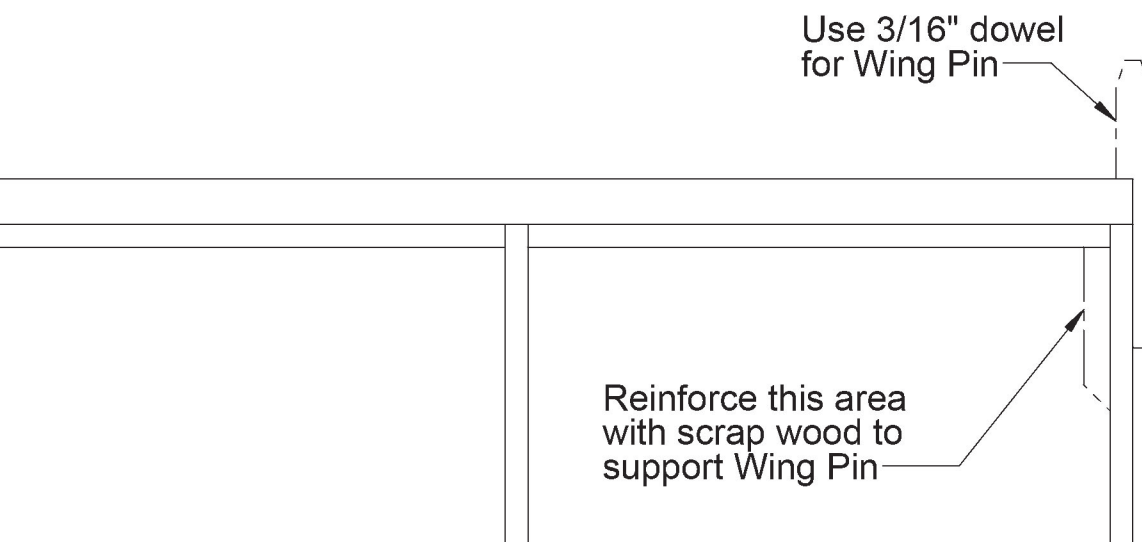 Use 3/16" dowel
for Wing Pin
Reinforce this area
with scrap wood to
support Wing Pin